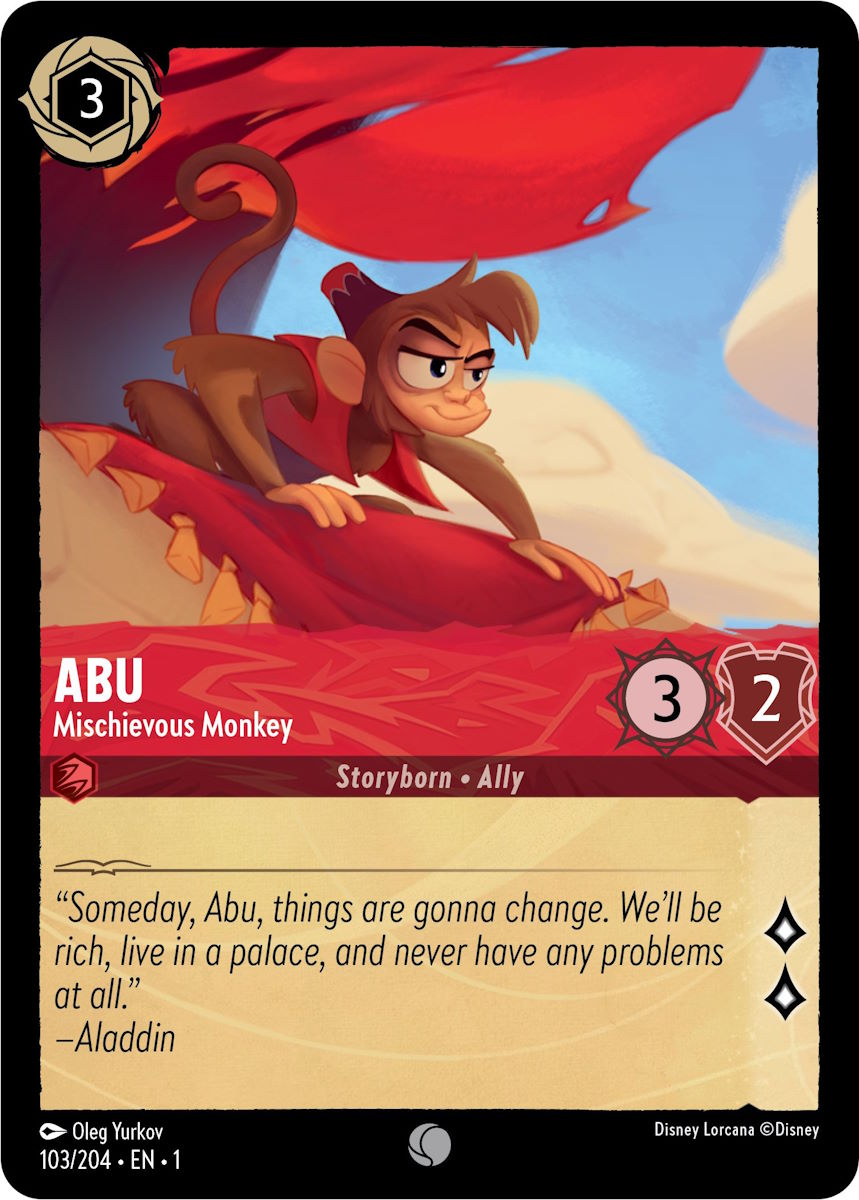 3
ABU
Mischievous Monkey
3
2
Storyborn • Ally
“Someday, Abu, things are gonna change. We’ll be
rich, live in a palace, and never have any problems
at all.”
–Aladdin
Oleg Yurkov
103/204 • EN • 1
Disney Lorcana ©Disney